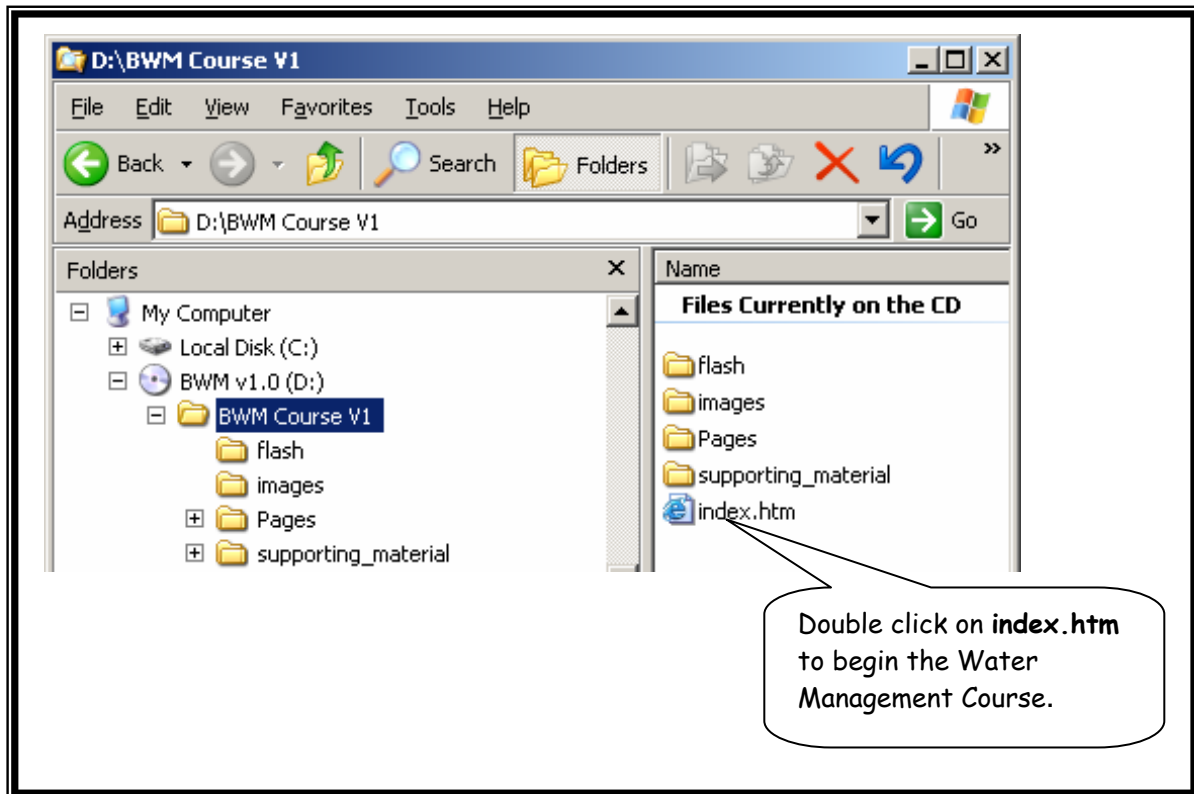 D:\BWM Course V1
File Edit View Favorites Tools Help
Back Search Folders »
Address D:\BWM Course V1 Go
Folders x Name
Files Currently on the CD
My Computer
Local Disk (C:)
BWM v1.0 (D:)
BWM Course V1
flash
images
Pages
supporting_material
flash
images
Pages
supporting_material
index.htm
Double click on index.htm
to begin the Water
Management Course.